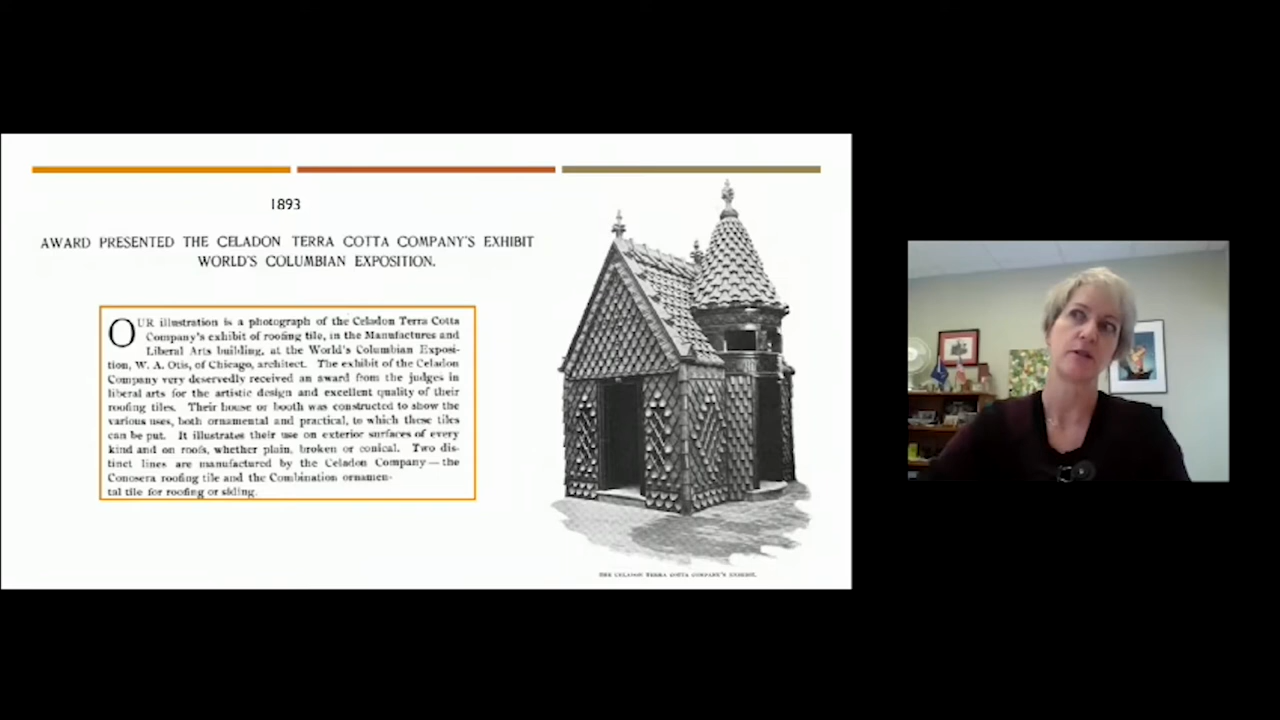 1893
AWARD PRESENTED THE CELADON TERRA COTTA COMPANY'S EXHIBIT
WORLD'S COLUMBIAN EXPOSITION.
OUR illustration is a photograph of the Celadon Terra Cotta
Company's exhibit of roofing tile, in the Manufactures and
Liberal Arts building, at the World's Columbian Exposi-
tion, W. A. Otis, of Chicago, architect. The exhibit of the Celadon
Company very deservedly received an award from the judges in
liberal arts for the artistic design and excellent quality of their
roofing tiles. Their house or booth was constructed to show the
various uses, both ornamental and practical, to which these tiles
can be put. It illustrates their use on exterior surfaces of every
kind and on roofs, whether plain, broken or conical. Two dis-
tinct lines are manufactured by the Celadon Company — the
Conosera roofing tile and the Combination ornamen-
tal tile for roofing or siding.
THE CELADON TERRA COTTA COMPANY'S EXHIBIT.